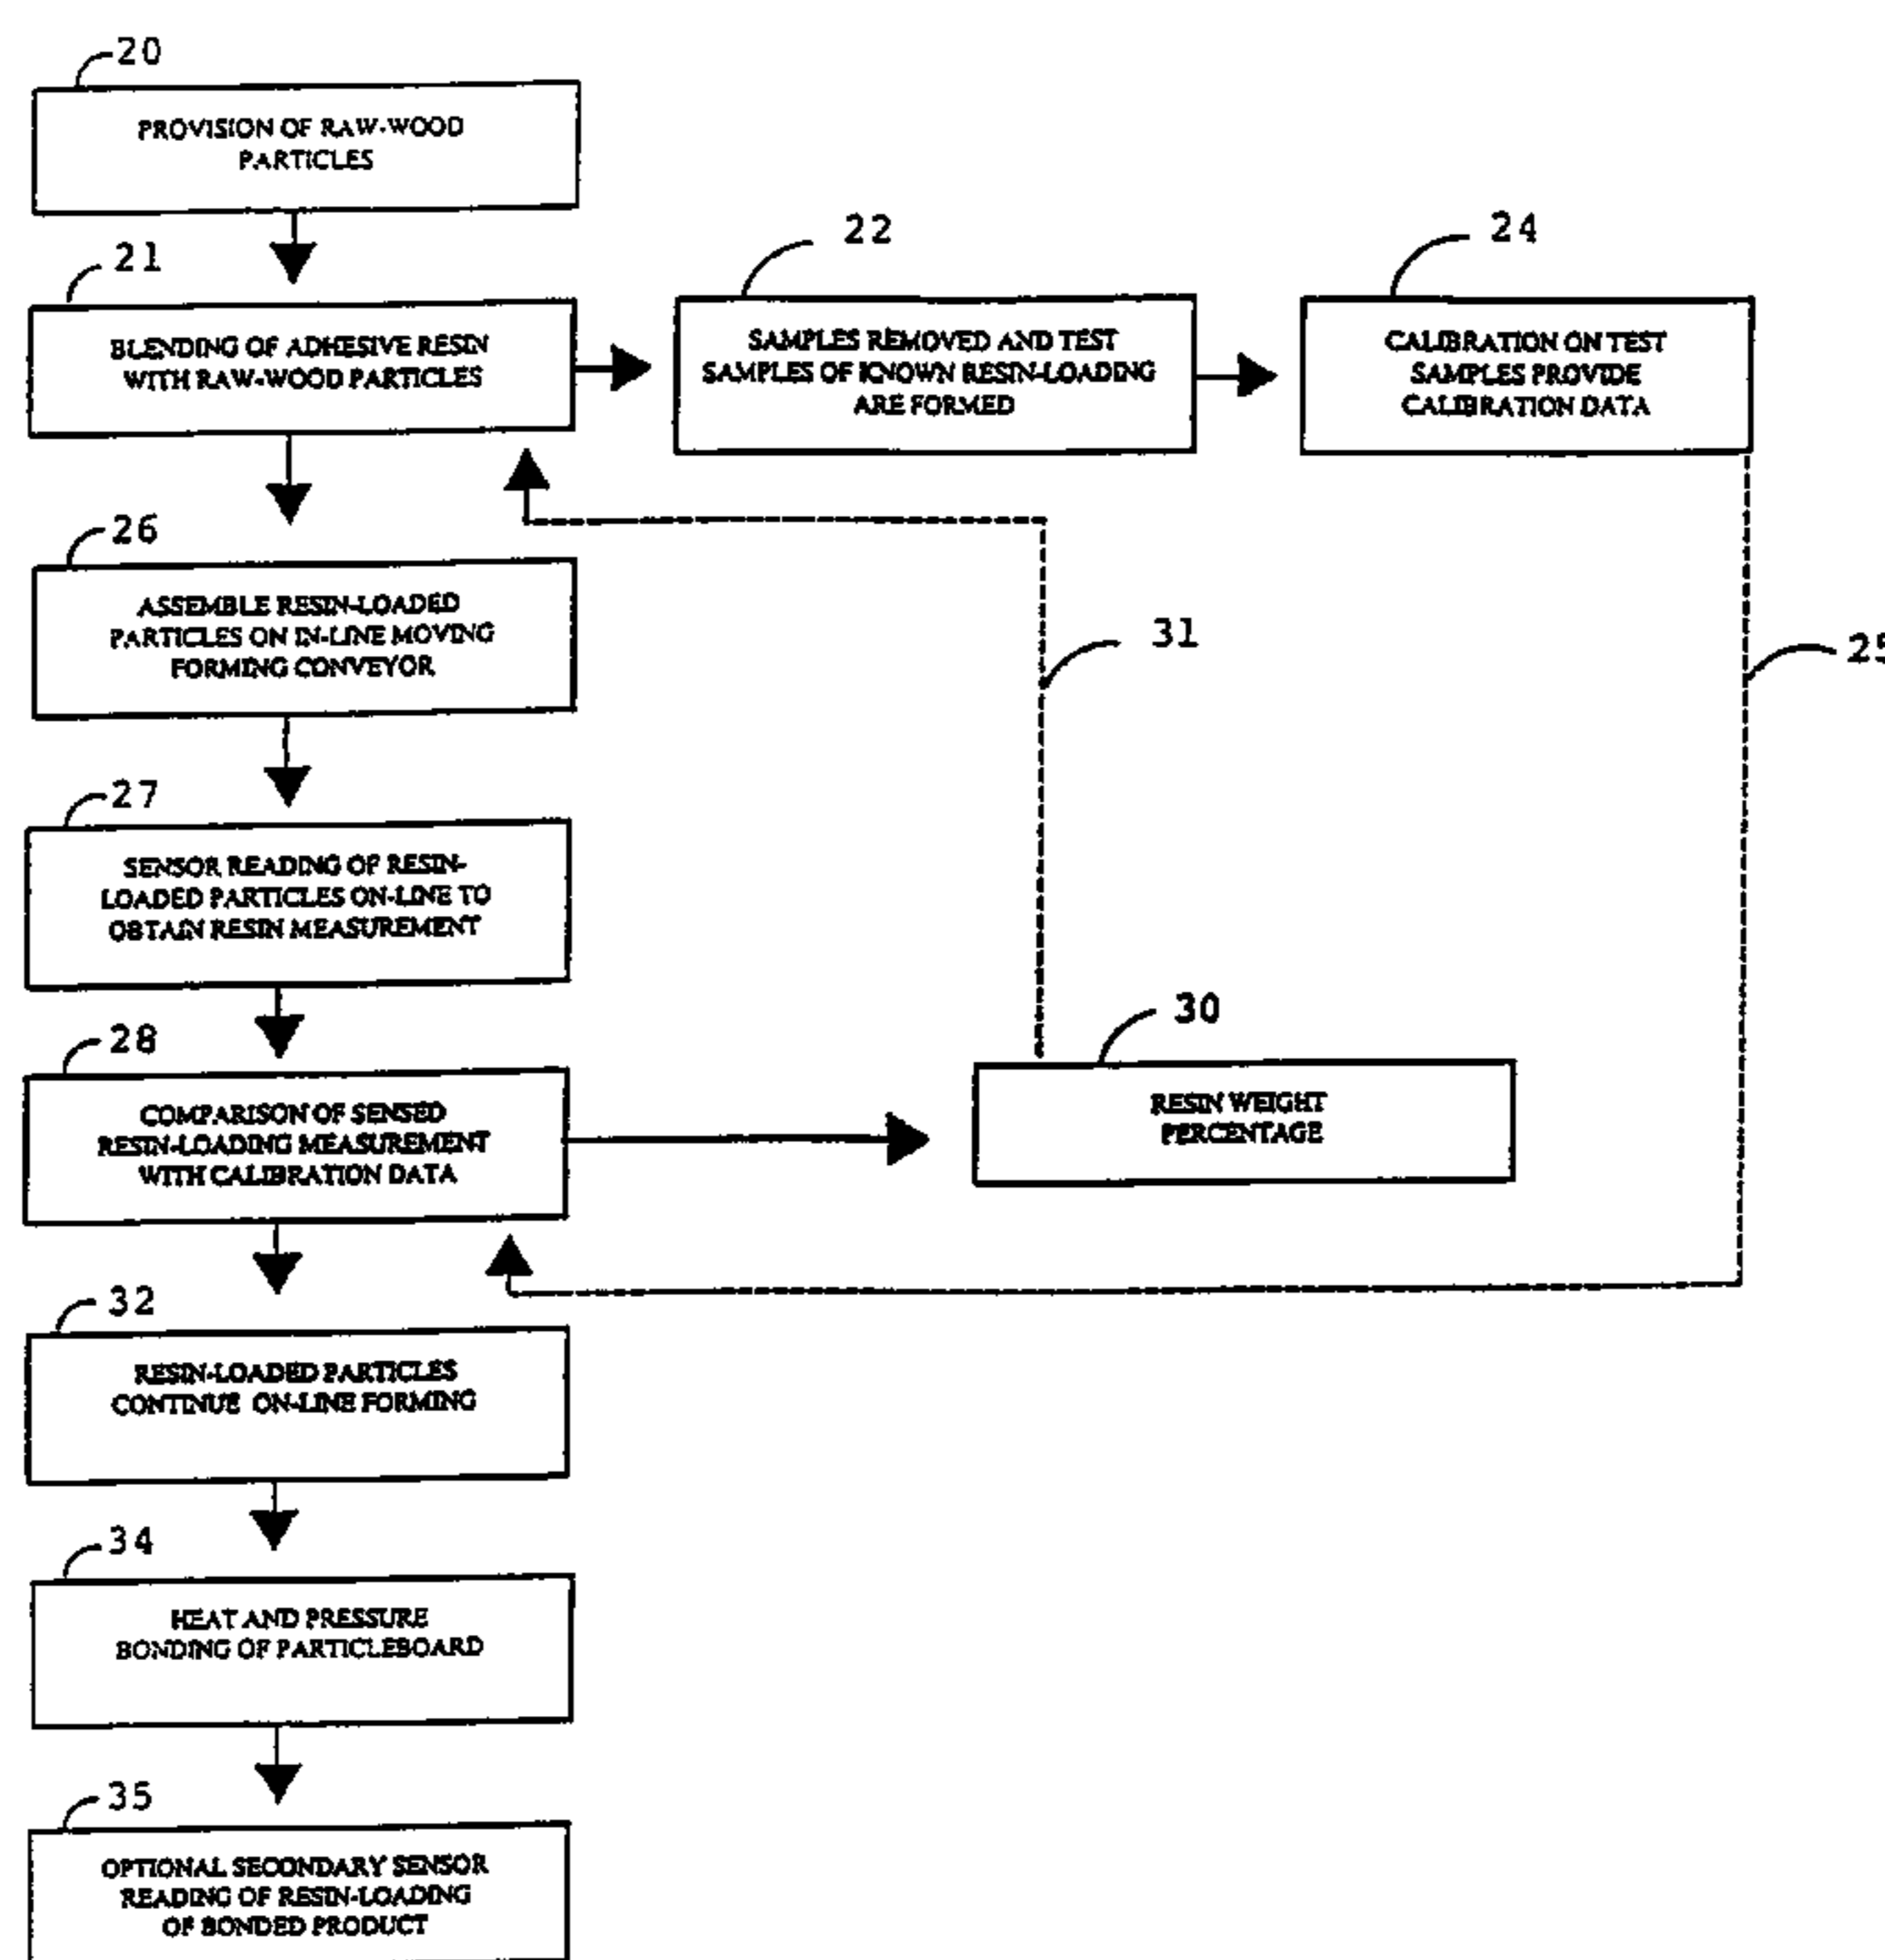 20
PROVISION OF RAW-WOOD
PARTICLES
21
BLENDING OF ADHESIVE RESIN
WITH RAW-WOOD PARTICLES
22
SAMPLES REMOVED AND TEST
SAMPLES OF KNOWN RESIN-LOADING
ARE FORMED
24
CALIBRATION ON TEST
SAMPLES PROVIDE
CALIBRATION DATA
26
ASSEMBLE RESIN-LOADED
PARTICLES ON IN-LINE MOVING
FORMING CONVEYOR
31
25
27
SENSOR READING OF RESIN-
LOADED PARTICLES ON-LINE TO
OBTAIN RESIN MEASUREMENT
28
COMPARISON OF SENSED
RESIN-LOADING MEASUREMENT
WITH CALIBRATION DATA
30
RESIN WEIGHT
PERCENTAGE
32
RESIN-LOADED PARTICLES
CONTINUE ON-LINE FORMING
34
HEAT AND PRESSURE
BONDING OF PARTICLEBOARD
35
OPTIONAL SECONDARY SENSOR
READING OF RESIN-LOADING
OF BONDED PRODUCT